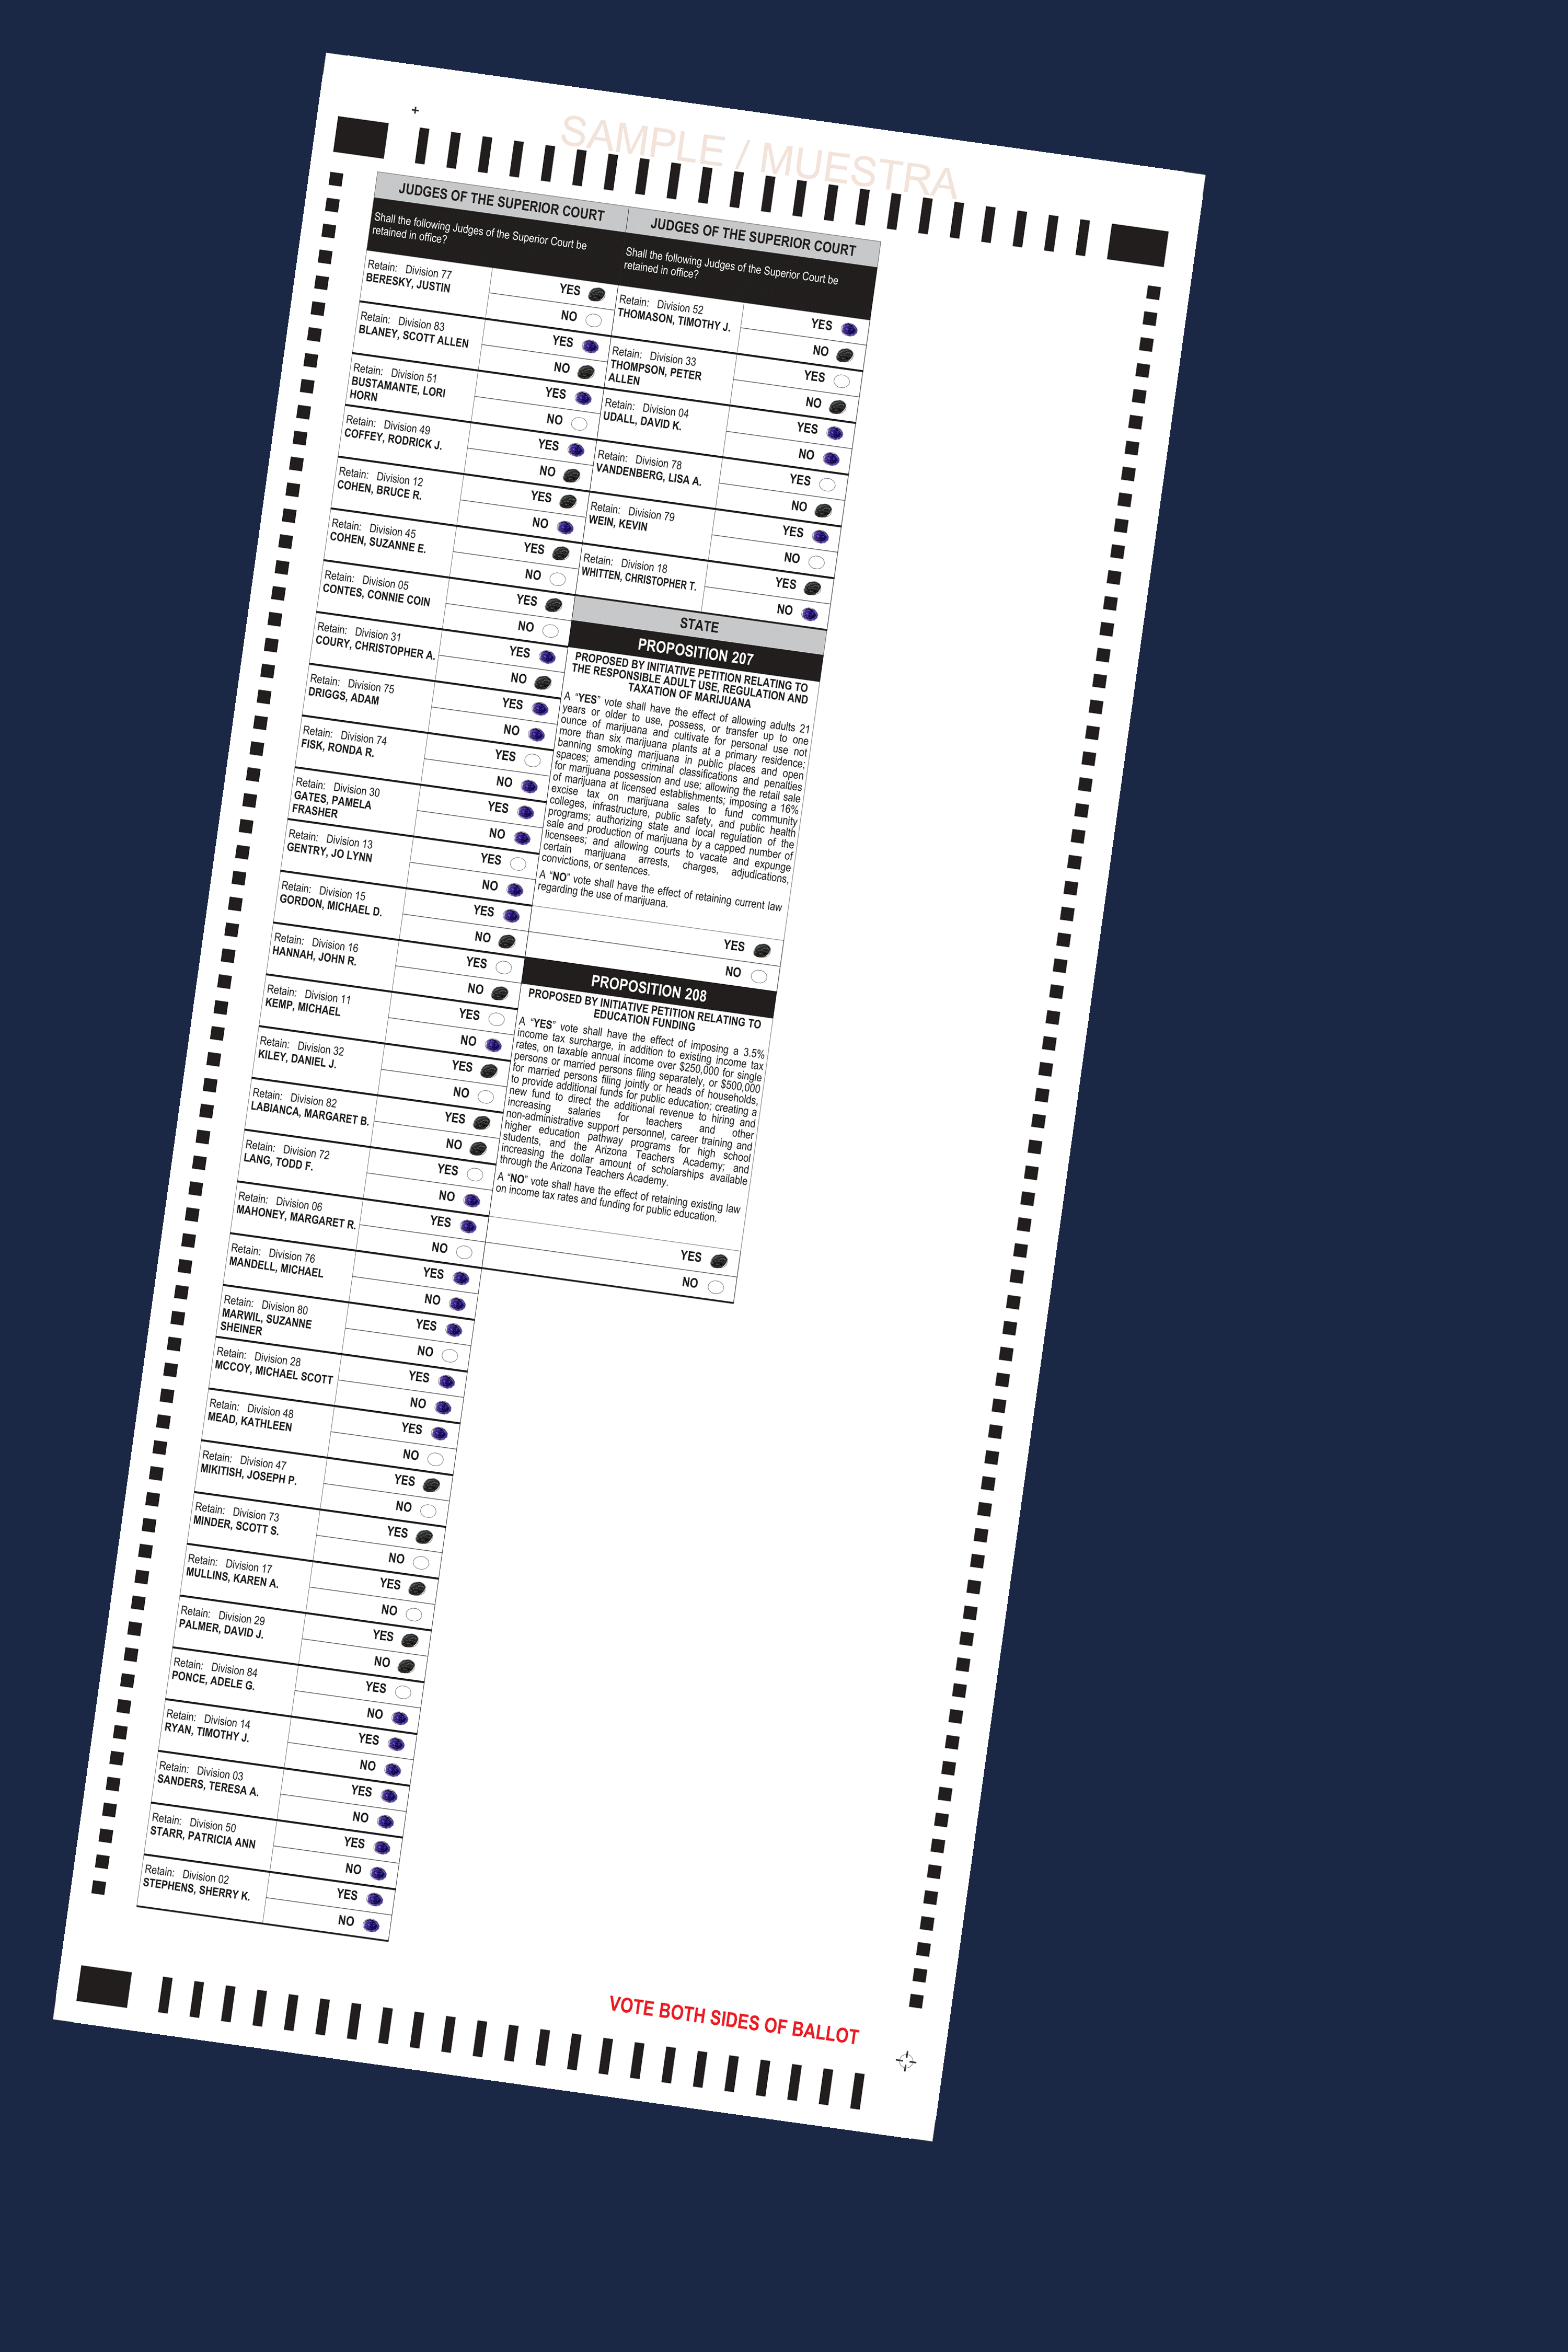 SAMPLE / MUESTRA
JUDGES OF THE SUPERIOR COURT
Shall the following Judges of the Superior Court be
retained in office?
Retain: Division 77
BERESKY, JUSTIN
YES
NO
Retain: Division 83
BLANEY, SCOTT ALLEN
YES
NO
Retain: Division 51
BUSTAMANTE, LORI
HORN
YES
NO
Retain: Division 49
COFFEY, RODRICK J.
YES
NO
Retain: Division 12
COHEN, BRUCE R.
YES
NO
Retain: Division 45
COHEN, SUZANNE E.
YES
NO
Retain: Division 05
CONTES, CONNIE COIN
YES
NO
Retain: Division 31
COURY, CHRISTOPHER A.
YES
NO
Retain: Division 75
DRIGGS, ADAM
YES
NO
Retain: Division 74
FISK, RONDA R.
YES
NO
Retain: Division 30
GATES, PAMELA
FRASHER
YES
NO
Retain: Division 13
GENTRY, JO LYNN
YES
NO
Retain: Division 15
GORDON, MICHAEL D.
YES
NO
Retain: Division 16
HANNAH, JOHN R.
YES
NO
Retain: Division 11
KEMP, MICHAEL
YES
NO
Retain: Division 32
KILEY, DANIEL J.
YES
NO
Retain: Division 82
LABIANCA, MARGARET B.
YES
NO
Retain: Division 72
LANG, TODD F.
YES
NO
Retain: Division 06
MAHONEY, MARGARET R.
YES
NO
Retain: Division 76
MANDELL, MICHAEL
YES
NO
Retain: Division 80
MARWIL, SUZANNE
SHEINER
YES
NO
Retain: Division 28
MCCOY, MICHAEL SCOTT
YES
NO
Retain: Division 48
MEAD, KATHLEEN
YES
NO
Retain: Division 47
MIKITISH, JOSEPH P.
YES
NO
Retain: Division 73
MINDER, SCOTT S.
YES
NO
Retain: Division 17
MULLINS, KAREN A.
YES
NO
Retain: Division 29
PALMER, DAVID J.
YES
NO
Retain: Division 84
PONCE, ADELE G.
YES
NO
Retain: Division 14
RYAN, TIMOTHY J.
YES
NO
Retain: Division 03
SANDERS, TERESA A.
YES
NO
Retain: Division 50
STARR, PATRICIA ANN
YES
NO
Retain: Division 02
STEPHENS, SHERRY K.
YES
NO
JUDGES OF THE SUPERIOR COURT
Shall the following Judges of the Superior Court be
retained in office?
Retain: Division 52
THOMASON, TIMOTHY J.
YES
NO
Retain: Division 33
THOMPSON, PETER
ALLEN
YES
NO
Retain: Division 04
UDALL, DAVID K.
YES
NO
Retain: Division 78
VANDENBERG, LISA A.
YES
NO
Retain: Division 79
WEIN, KEVIN
YES
NO
Retain: Division 18
WHITTEN, CHRISTOPHER T.
YES
NO
STATE
PROPOSITION 207
PROPOSED BY INITIATIVE PETITION RELATING TO
THE RESPONSIBLE ADULT USE, REGULATION AND
TAXATION OF MARIJUANA
A “YES” vote shall have the effect of allowing adults 21
years or older to use, possess, or transfer up to one
ounce of marijuana and cultivate for personal use not
more than six marijuana plants at a primary residence;
banning smoking marijuana in public places and open
spaces; amending criminal classifications and penalties
for marijuana possession and use; allowing the retail sale
of marijuana at licensed establishments; imposing a 16%
excise tax on marijuana sales to fund community
colleges, infrastructure, public safety, and public health
programs; authorizing state and local regulation of the
sale and production of marijuana by a capped number of
licensees; and allowing courts to vacate and expunge
certain marijuana arrests, charges, adjudications,
convictions, or sentences.
A “NO” vote shall have the effect of retaining current law
regarding the use of marijuana.
YES
NO
PROPOSITION 208
PROPOSED BY INITIATIVE PETITION RELATING TO
EDUCATION FUNDING
A “YES” vote shall have the effect of imposing a 3.5%
income tax surcharge, in addition to existing income tax
rates, on taxable annual income over $250,000 for single
persons or married persons filing separately, or $500,000
for married persons filing jointly or heads of households,
to provide additional funds for public education; creating a
new fund to direct the additional revenue to hiring and
increasing salaries for teachers and other
non-administrative support personnel, career training and
higher education pathway programs for high school
students, and the Arizona Teachers Academy; and
increasing the dollar amount of scholarships available
through the Arizona Teachers Academy.
A “NO” vote shall have the effect of retaining existing law
on income tax rates and funding for public education.
YES
NO
VOTE BOTH SIDES OF BALLOT